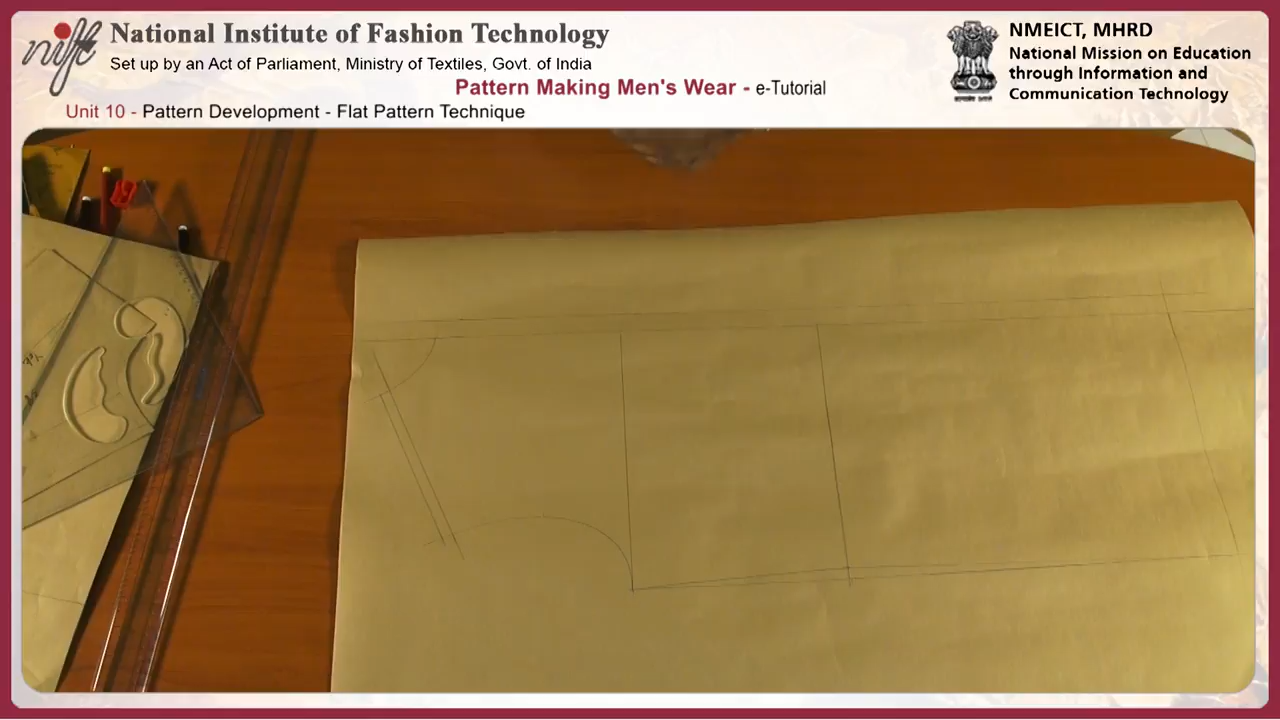 nift
National Institute of Fashion Technology
Set up by an Act of Parliament, Ministry of Textiles, Govt. of India
NMEICT, MHRD
National Mission on Education
through Information and
Communication Technology
Pattern Making Men's Wear - e-Tutorial
Unit 10 - Pattern Development - Flat Pattern Technique